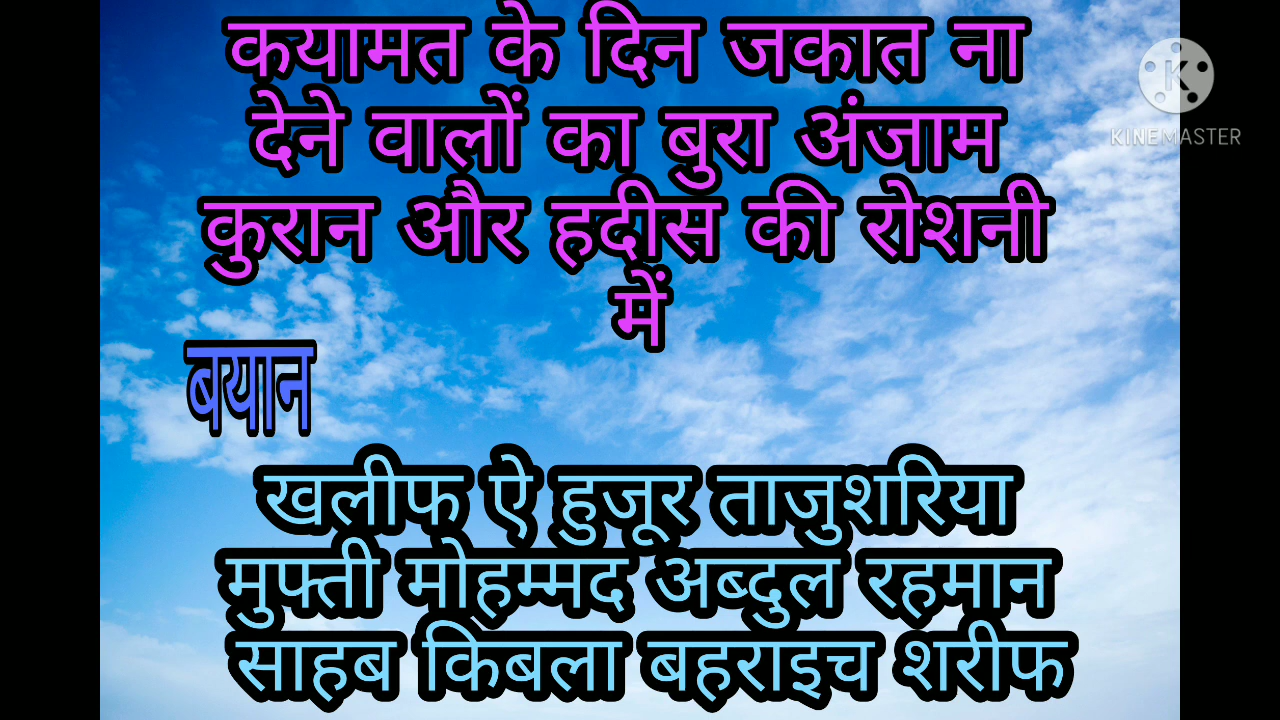 कयामत के दिन जकात ना
देने वालों का बुरा अंजाम
कुरान और हदीस की रोशनी
में
बयान
खलीफ ऐ हुजूर ताजुशरिया
मुफ्ती मोहम्मद अब्दुल रहमान
साहब किबला बहराइच शरीफ
K
KINEMASTER